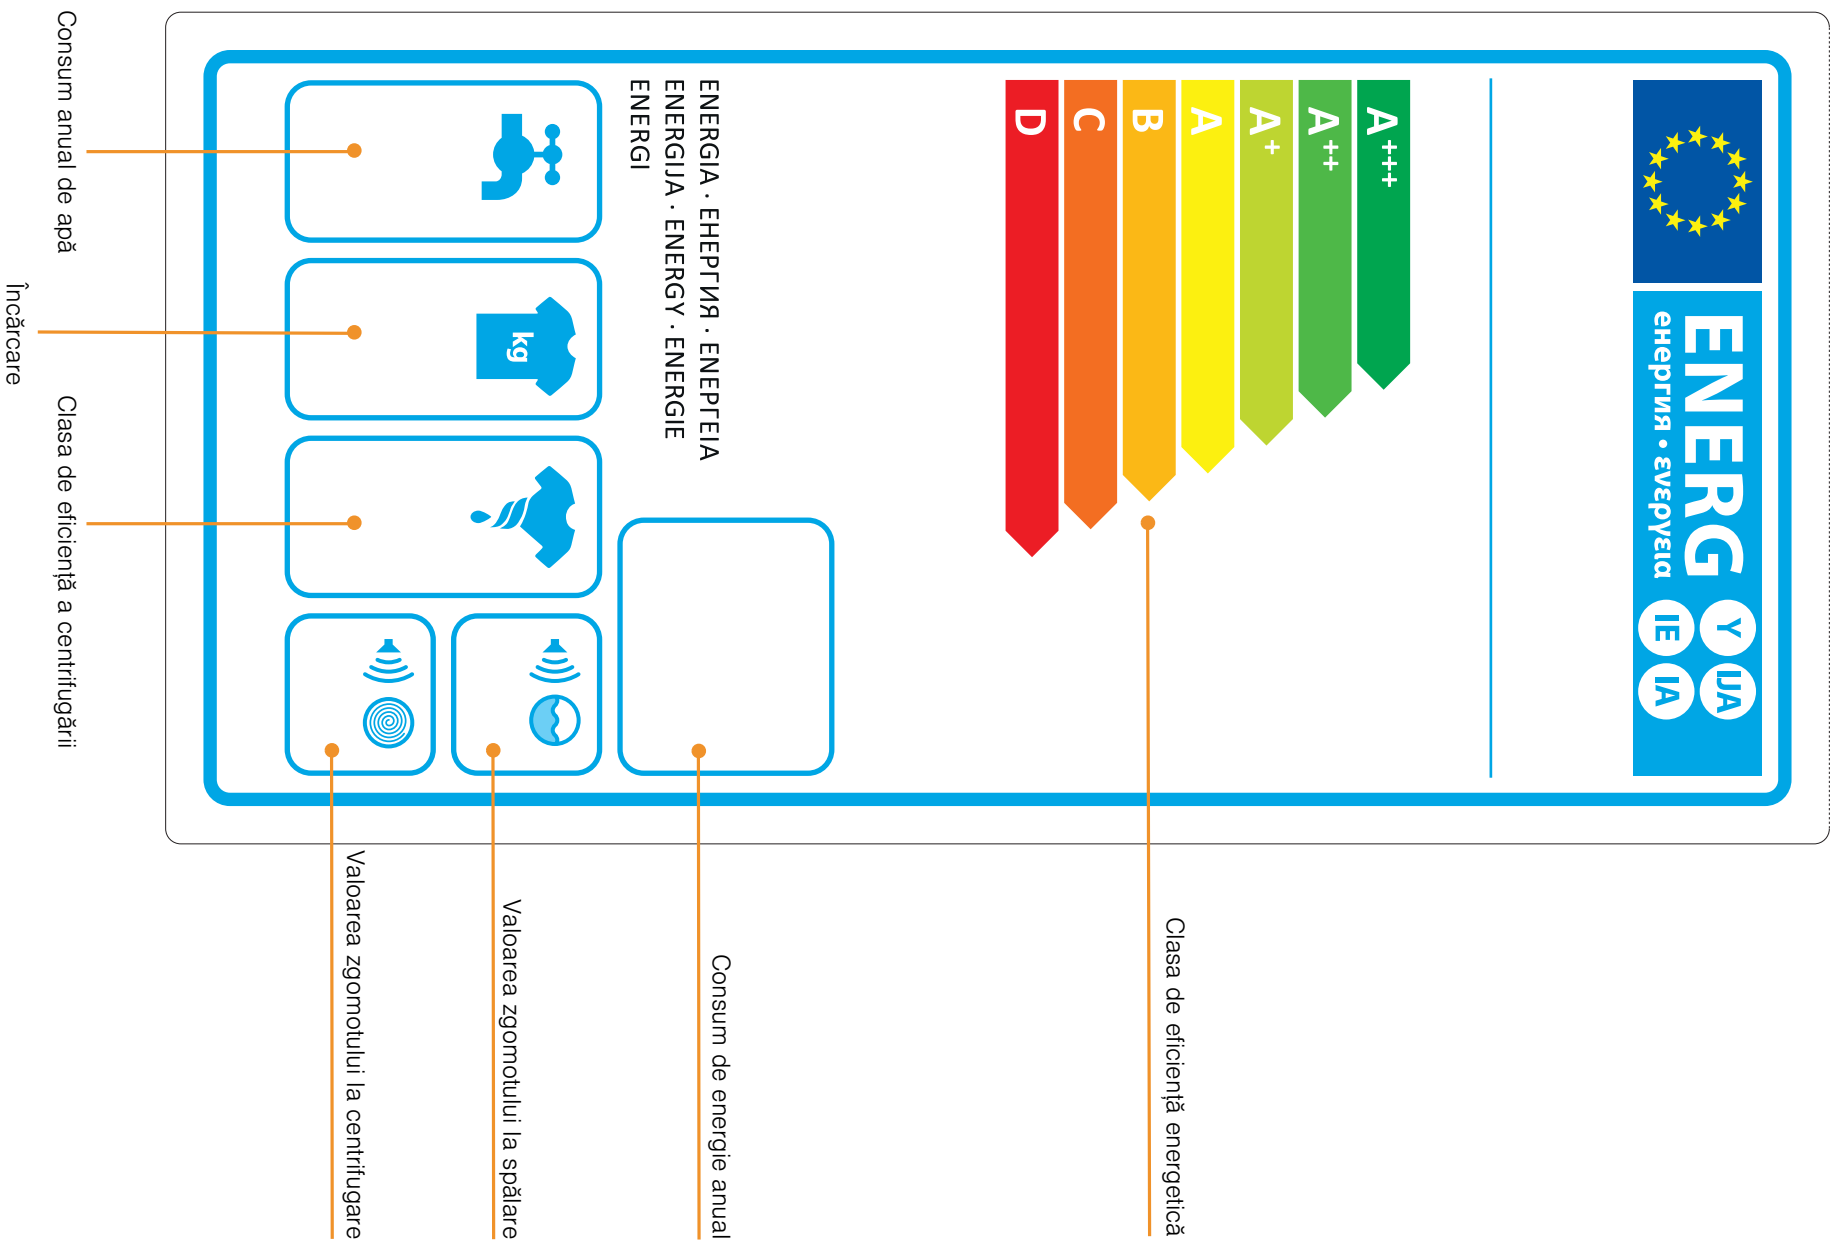 ENERG
енергия · ενεργεια
Y
IJA
IE
IA
A+++
A++
A+
A
B
C
D
Clasa de eficiență energetică
ENERGIA · ЕНЕРГИЯ · ΕΝΕΡΓΕΙΑ
ENERGIJA · ENERGY · ENERGIE
ENERGI
Consum de energie anual
kg
Valoarea zgomotului la spălare
Valoarea zgomotului la centrifugare
Consum anual de apă
Încărcare
Clasa de eficiență a centrifugării